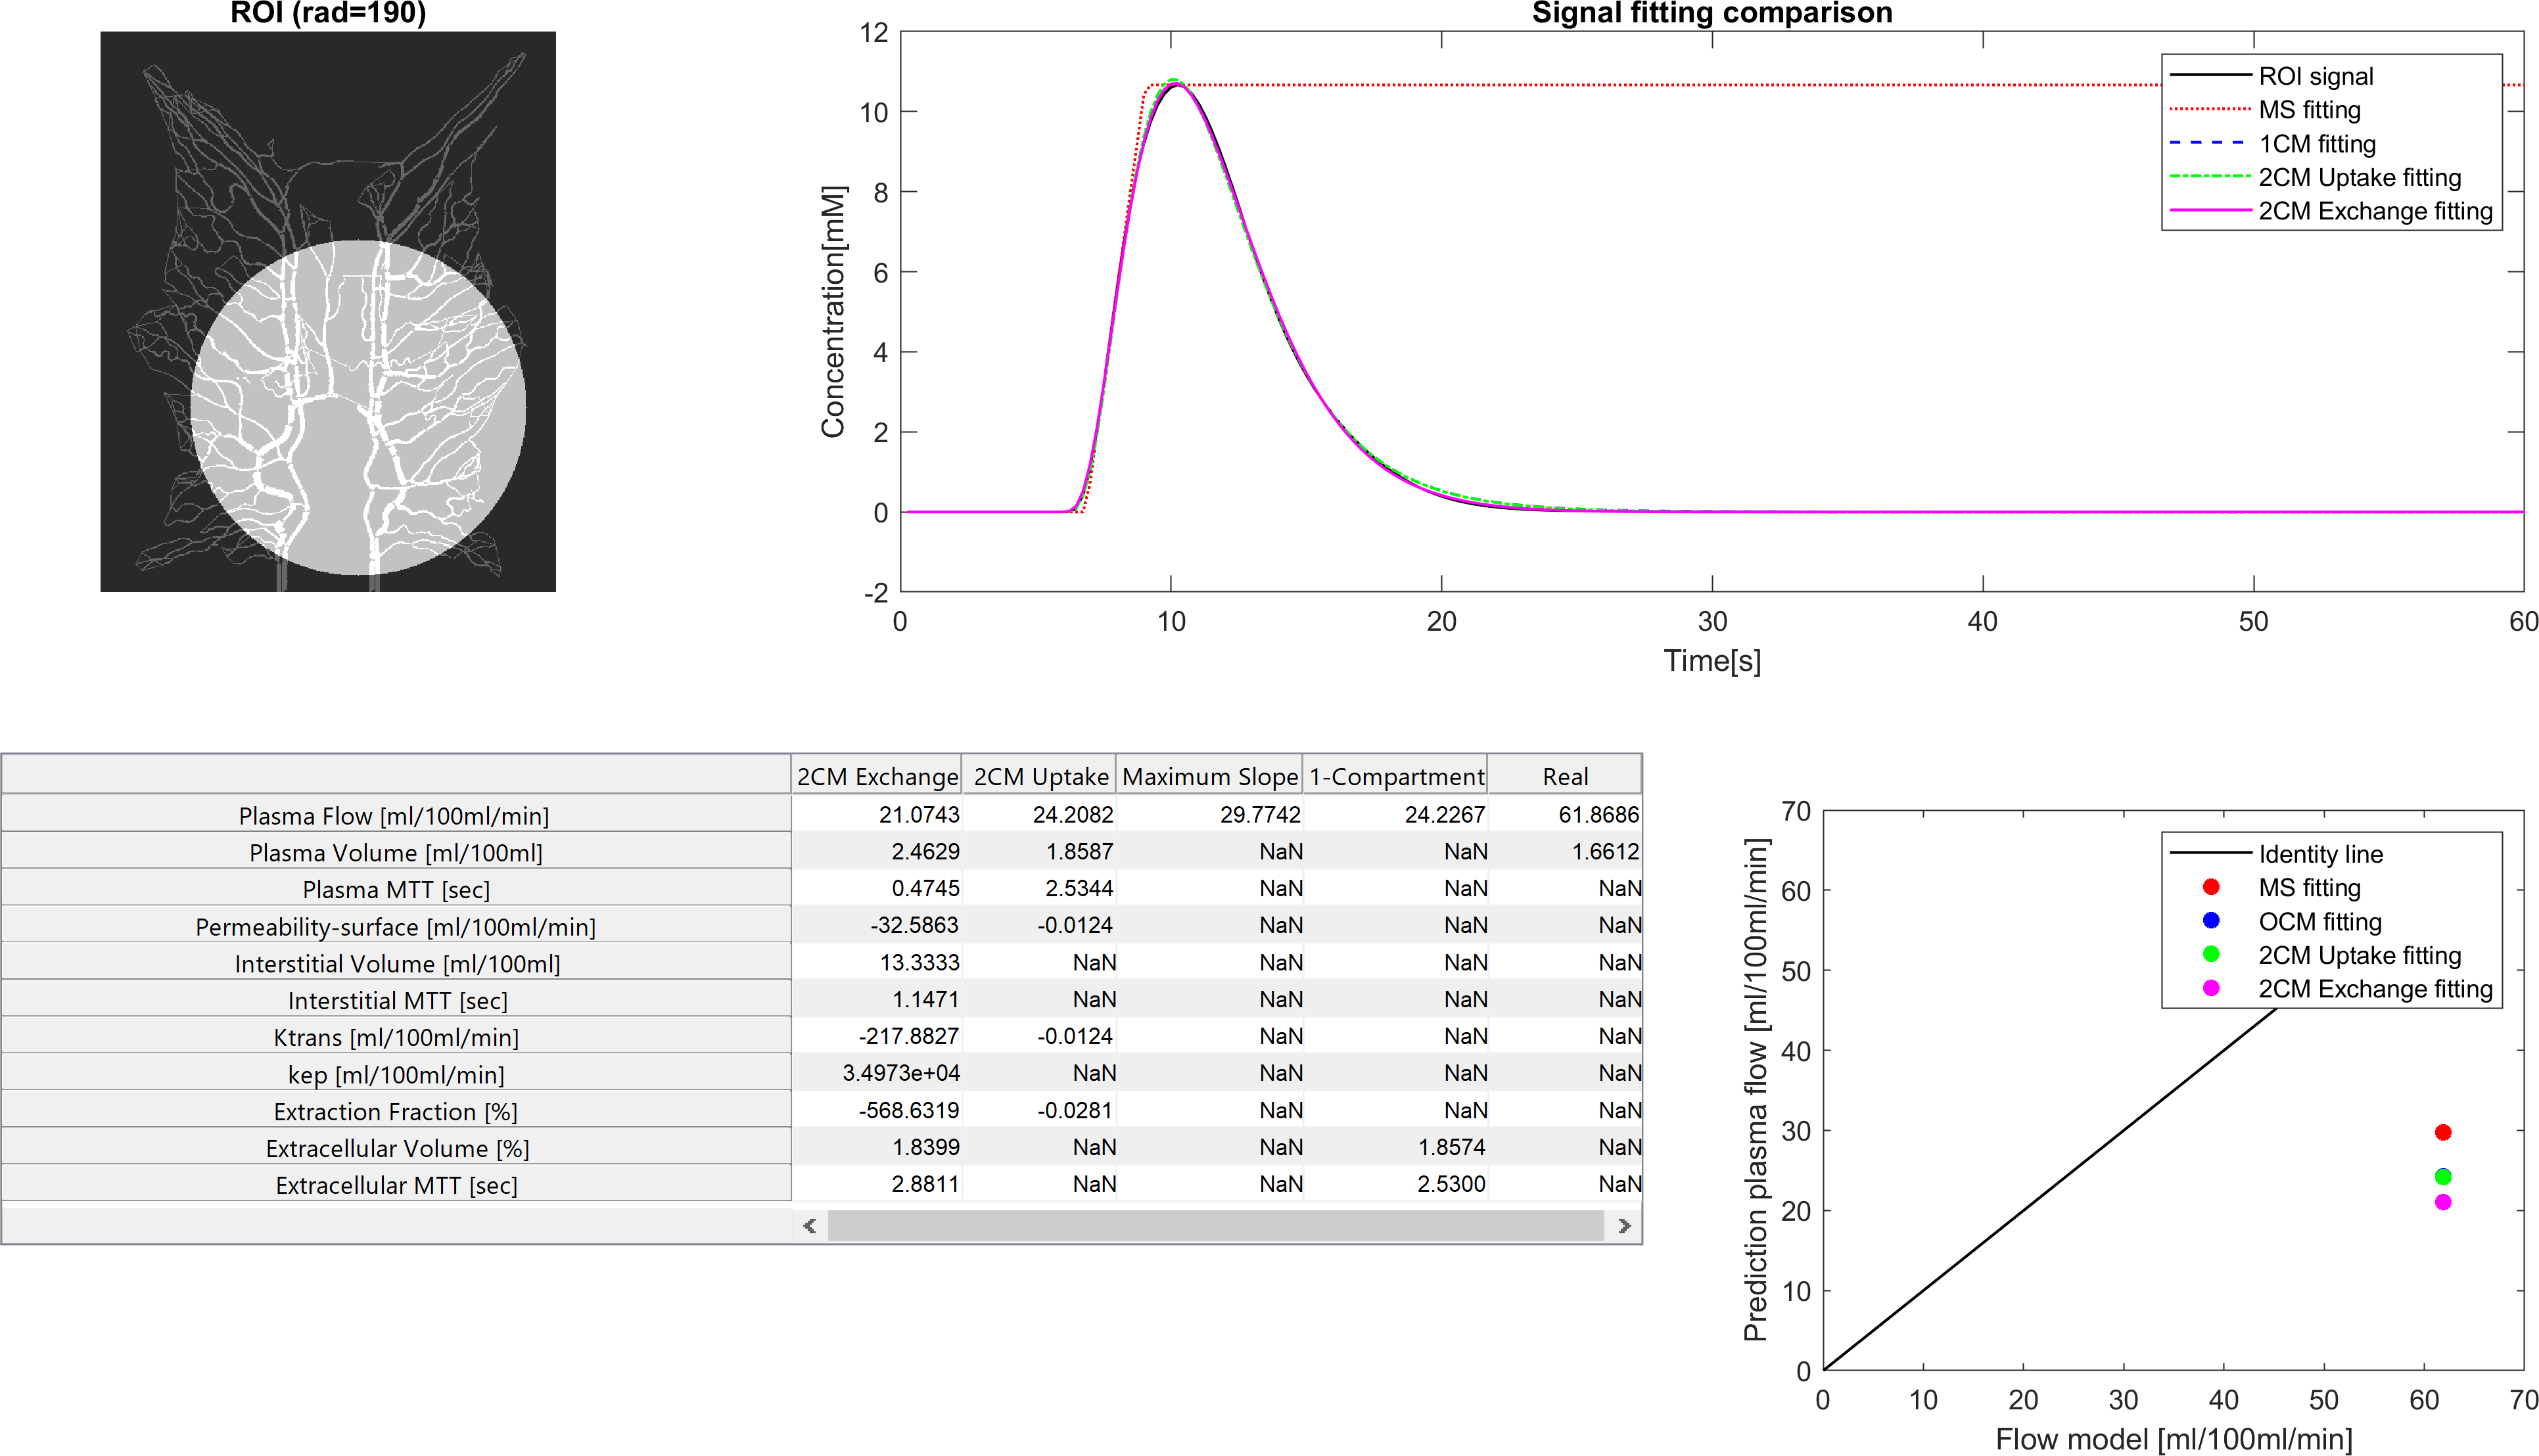 ROI (rad=190)
Signal fitting comparison
12
10
8
6
4
2
0
-2
Concentration[mM]
0 10 20 30 40 50 60
Time[s]
ROI signal
MS fitting
1CM fitting
2CM Uptake fitting
2CM Exchange fitting
2CM Exchange 2CM Uptake Maximum Slope 1-Compartment Real
Plasma Flow [ml/100ml/min] 21.0743 24.2082 29.7742 24.2267 61.8686
Plasma Volume [ml/100ml] 2.4629 1.8587 NaN NaN 1.6612
Plasma MTT [sec] 0.4745 2.5344 NaN NaN NaN
Permeability-surface [ml/100ml/min] -32.5863 -0.0124 NaN NaN NaN
Interstitial Volume [ml/100ml] 13.3333 NaN NaN NaN NaN
Interstitial MTT [sec] 1.1471 NaN NaN NaN NaN
Ktrans [ml/100ml/min] -217.8827 -0.0124 NaN NaN NaN
kep [ml/100ml/min] 3.4973e+04 NaN NaN NaN NaN
Extraction Fraction [%] -568.6319 -0.0281 NaN NaN NaN
Extracellular Volume [%] 1.8399 NaN NaN 1.8574 NaN
Extracellular MTT [sec] 2.8811 NaN NaN 2.5300 NaN
70
60
50
40
30
20
10
0
Prediction plasma flow [ml/100ml/min]
0 10 20 30 40 50 60 70
Flow model [ml/100ml/min]
Identity line
MS fitting
OCM fitting
2CM Uptake fitting
2CM Exchange fitting